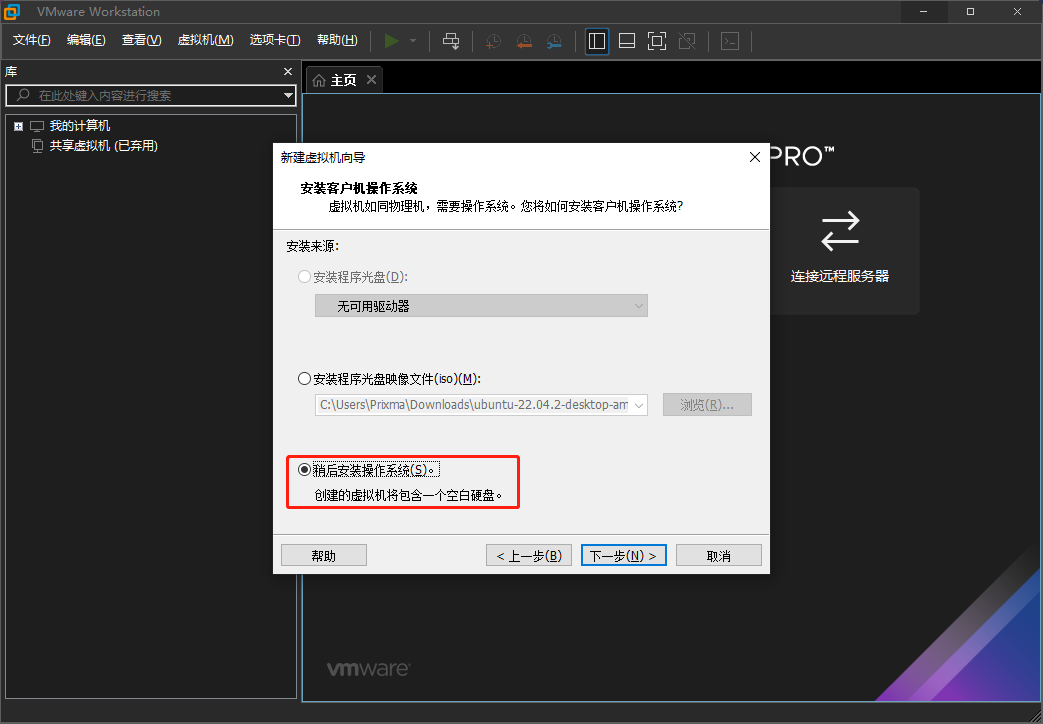 VMware Workstation
文件(F) 编辑(E) 查看(V) 虚拟机(M) 选项卡(T) 帮助(H)
库
在此处键入内容进行搜索
我的计算机
共享虚拟机 (已弃用)
主页
PRO™
连接远程服务器
新建虚拟机向导
安装客户机操作系统
虚拟机如同物理机，需要操作系统。您将如何安装客户机操作系统?
安装来源:
安装程序光盘(D):
无可用驱动器
安装程序光盘映像文件(iso)(M):
C:\Users\Prixma\Downloads\ubuntu-22.04.2-desktop-am
浏览(R)...
稍后安装操作系统(S)。
创建的虚拟机将包含一个空白硬盘。
帮助 < 上一步(B) 下一步(N) > 取消
vmware